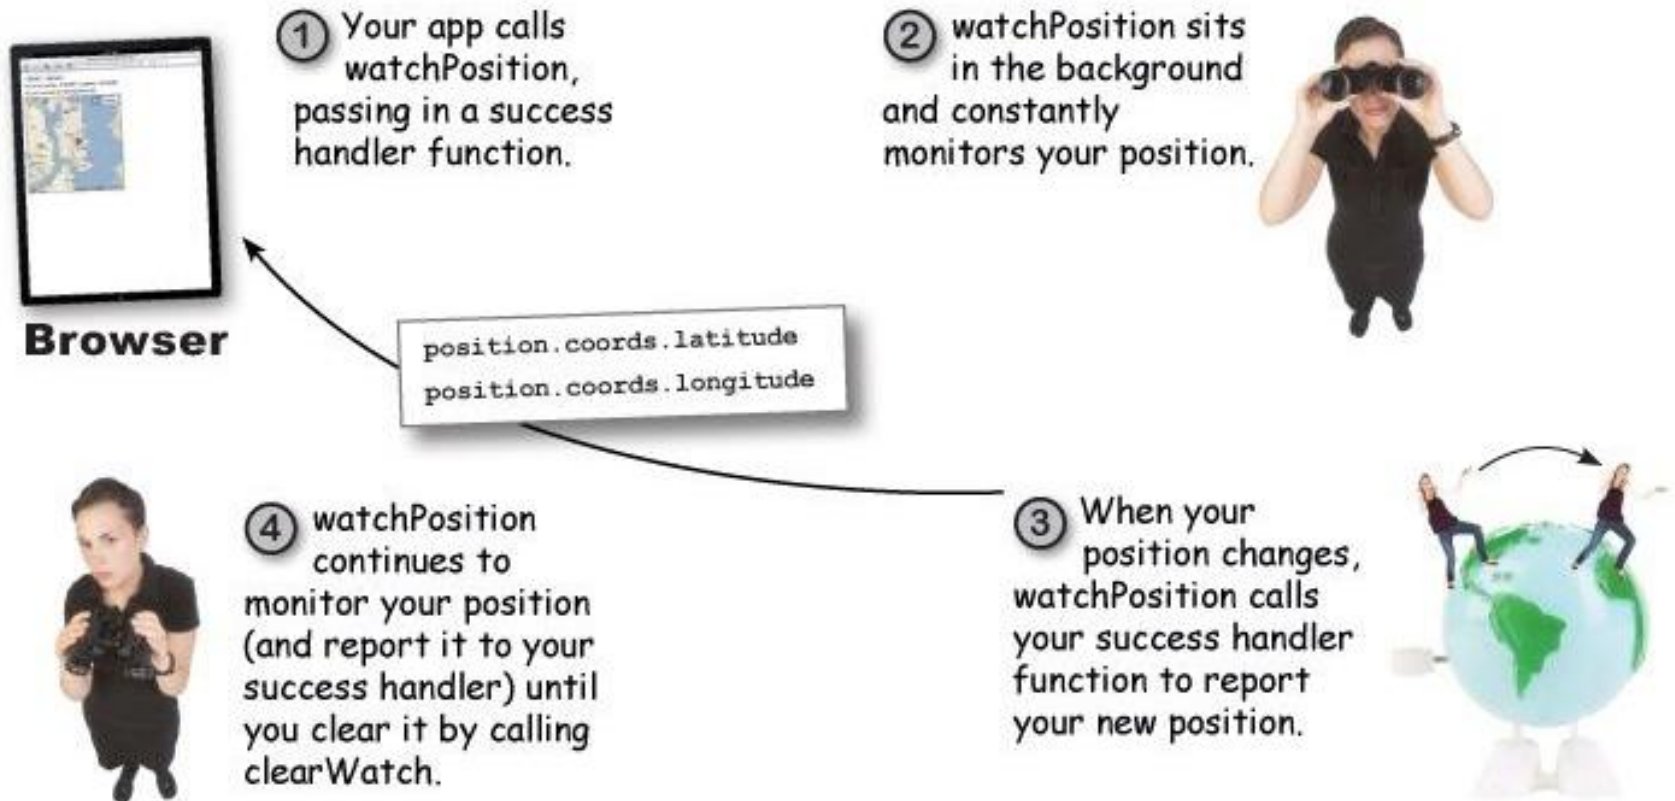 1 Your app calls
watchPosition,
passing in a success
handler function.
2 watchPosition sits
in the background
and constantly
monitors your position.
Browser
position.coords.latitude
position.coords.longitude
3 When your
position changes,
watchPosition calls
your success handler
function to report
your new position.
4 watchPosition
continues to
monitor your position
(and report it to your
success handler) until
you clear it by calling
clearWatch.